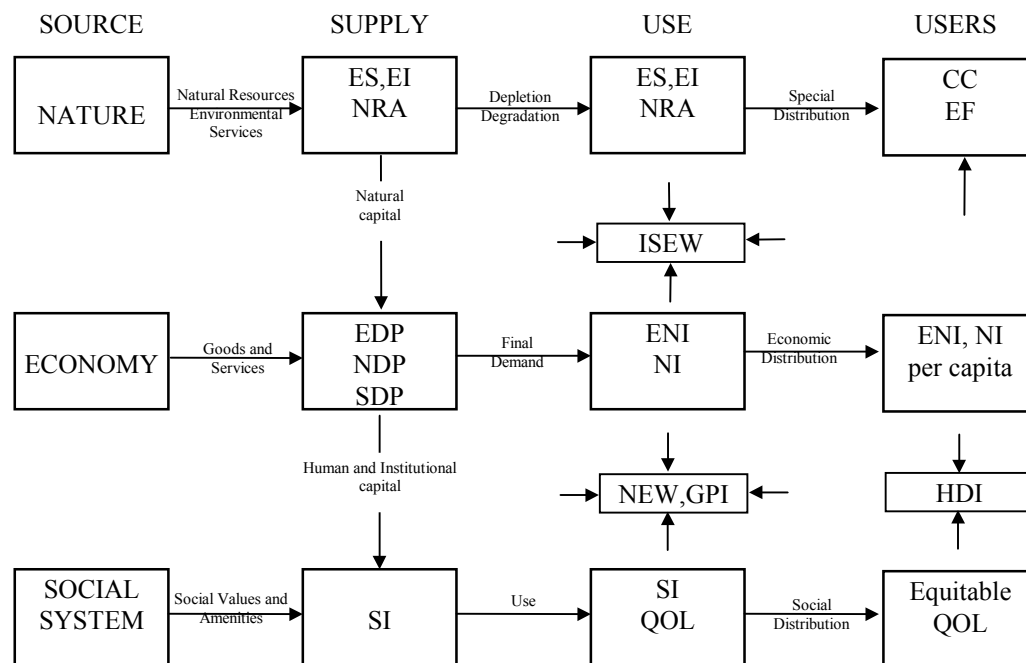 SOURCE
SUPPLY
USE
USERS
NATURE
Natural Resources
Environmental
Services
ES,EI
NRA
Depletion
Degradation
ES,EI
NRA
Special
Distribution
CC
EF
Natural
capital
ISEW
ECONOMY
Goods and
Services
EDP
NDP
SDP
Final
Demand
ENI
NI
Economic
Distribution
ENI, NI
per capita
Human and Institutional
capital
NEW,GPI
HDI
SOCIAL
SYSTEM
Social Values and
Amenities
SI
Use
SI
QOL
Social
Distribution
Equitable
QOL